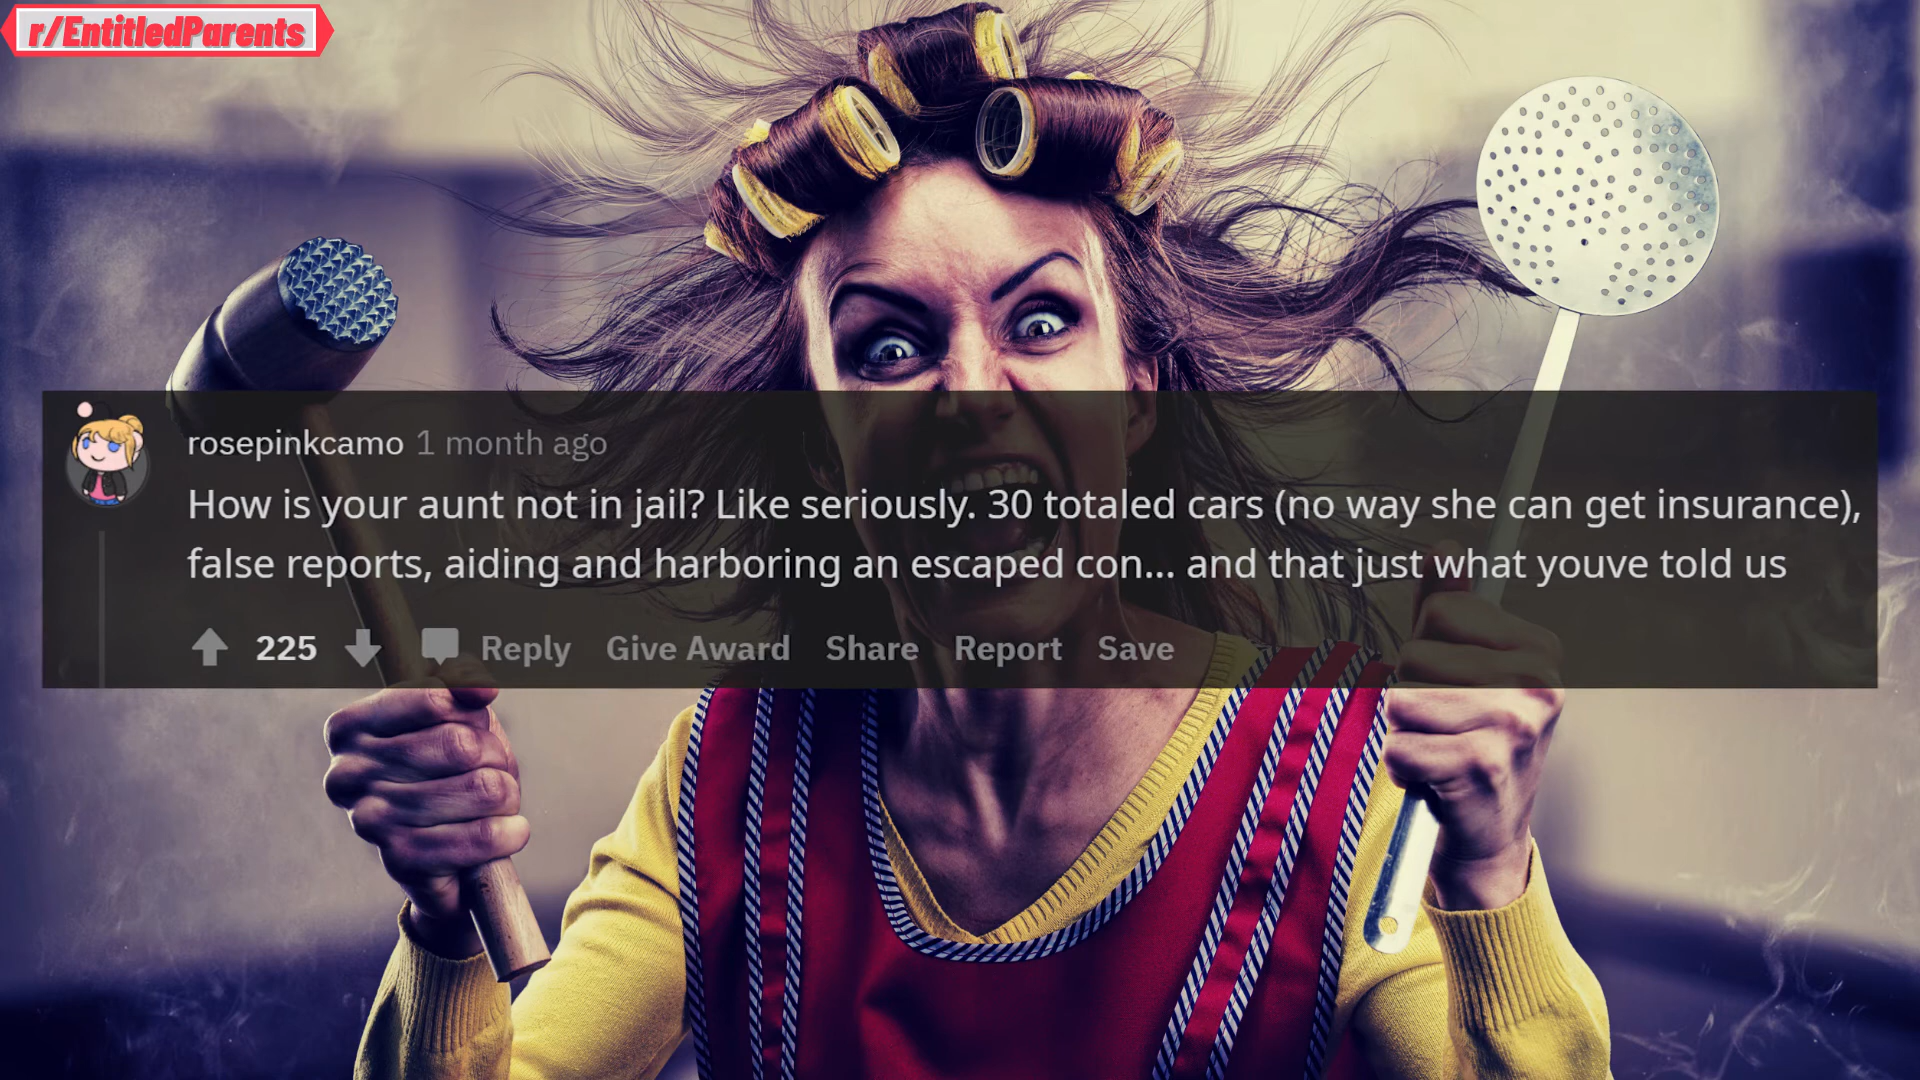 r/EntitledParents
rosepinkcamo 1 month ago
How is your aunt not in jail? Like seriously. 30 totaled cars (no way she can get insurance),
false reports, aiding and harboring an escaped con... and that just what youve told us
225 Reply Give Award Share Report Save